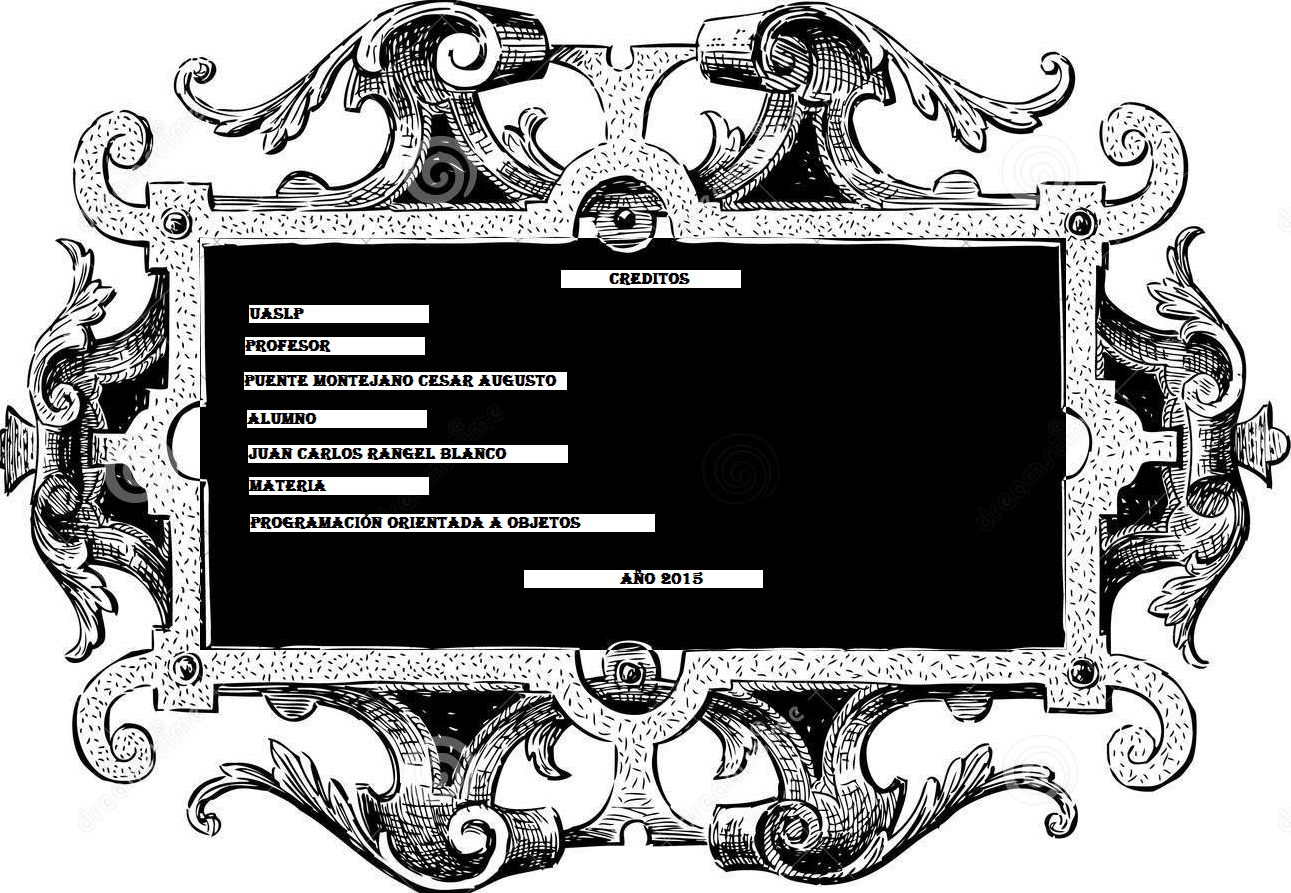 CREDITOS
UASLP
PROFESOR
PUENTE MONTEJANO CESAR AUGUSTO
ALUMNO
JUAN CARLOS RANGEL BLANCO
MATERIA
PROGRAMACIÓN ORIENTADA A OBJETOS
AÑO 2015